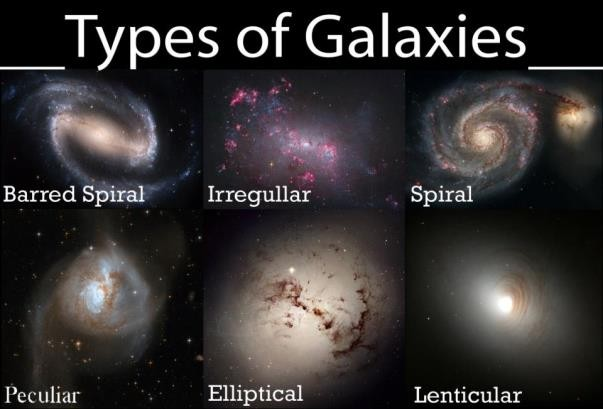 Types of Galaxies
Barred Spiral
Irregullar
Spiral
Peculiar
Elliptical
Lenticular